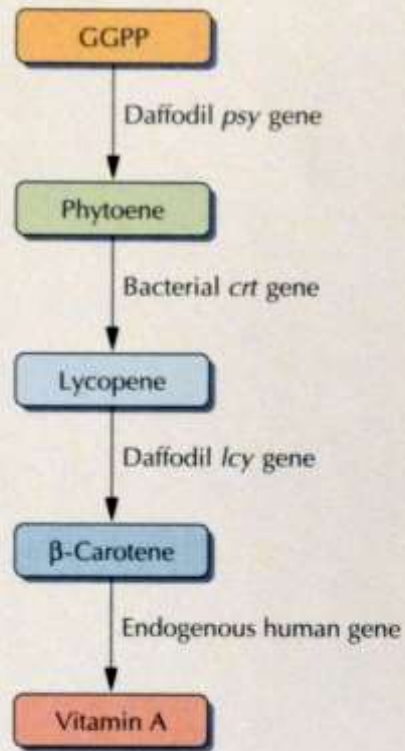 GGPP
Daffodil psy gene
Phytoene
Bacterial crt gene
Lycopene
Daffodil lcy gene
β-Carotene
Endogenous human gene
Vitamin A